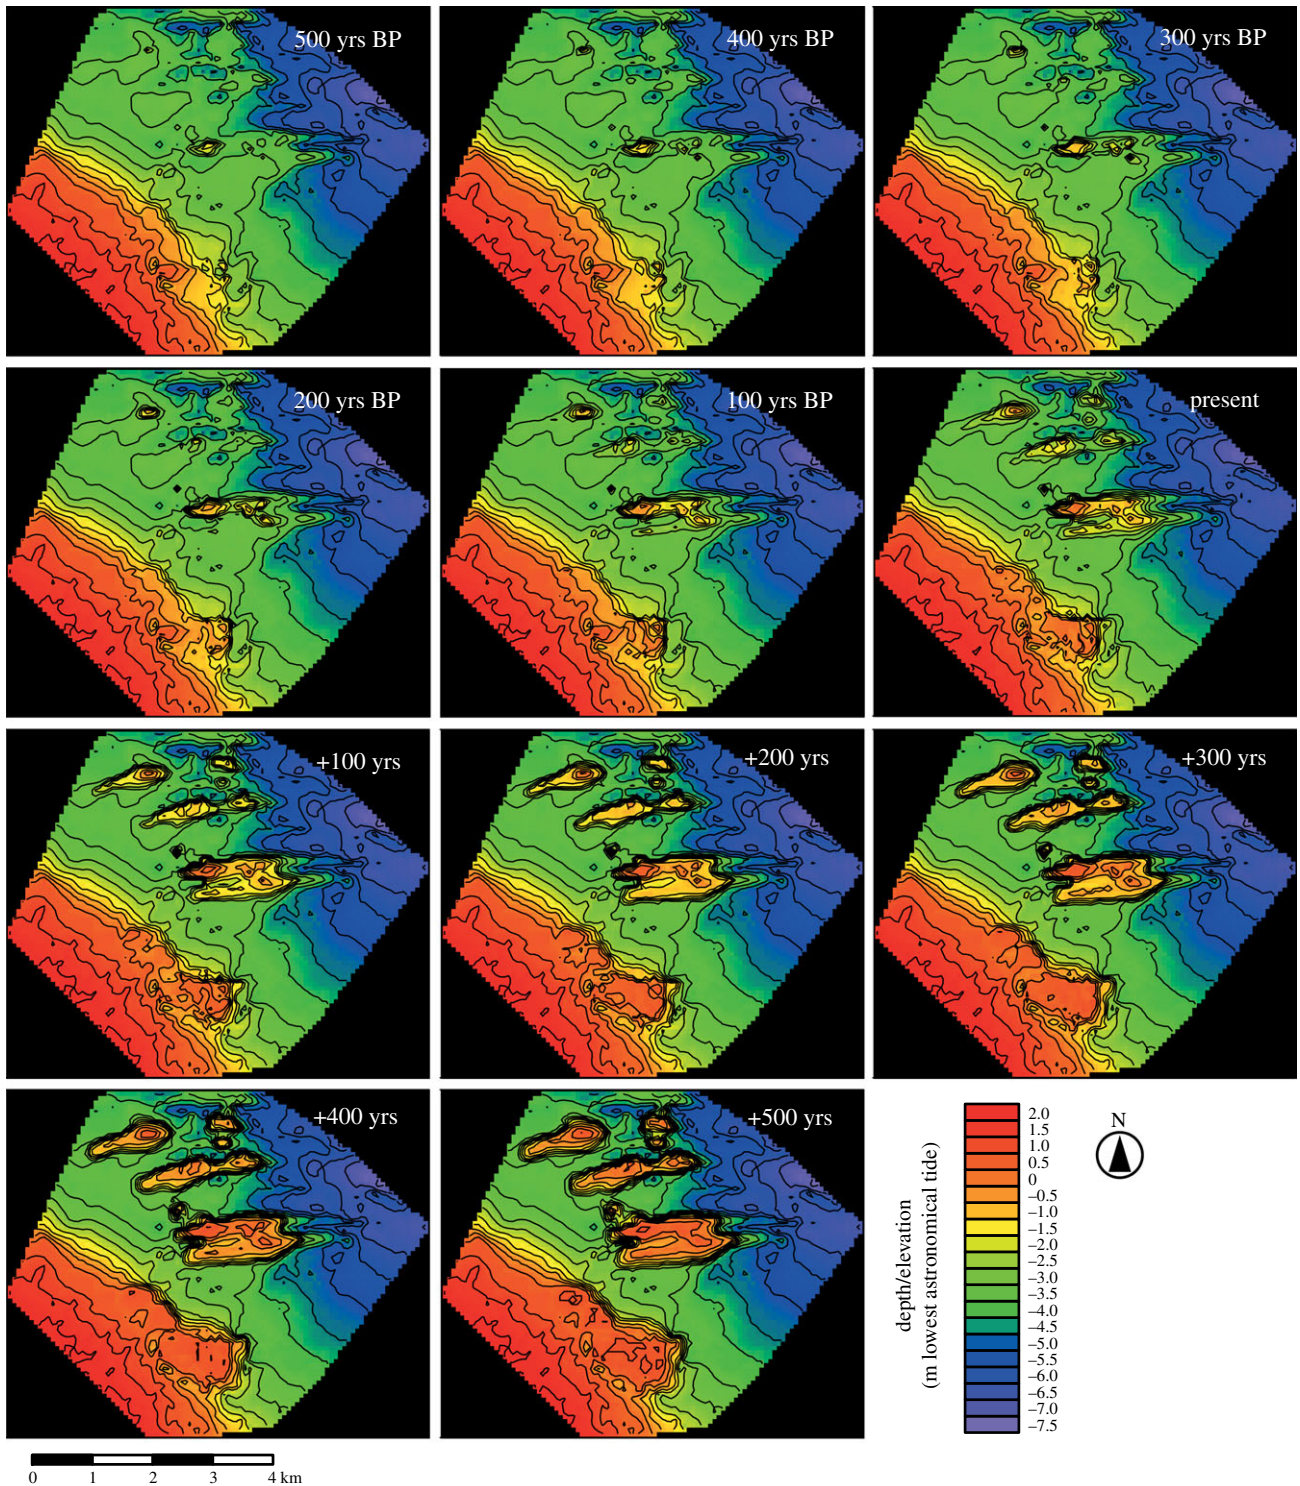 500 yrs BP
400 yrs BP
300 yrs BP
200 yrs BP
100 yrs BP
present
+100 yrs
+200 yrs
+300 yrs
+400 yrs
+500 yrs
depth/elevation
(m lowest astronomical tide)
2.0
1.5
1.0
0.5
0
–0.5
–1.0
–1.5
–2.0
–2.5
–3.0
–3.5
–4.0
–4.5
–5.0
–5.5
–6.0
–6.5
–7.0
–7.5
N
0 1 2 3 4 km